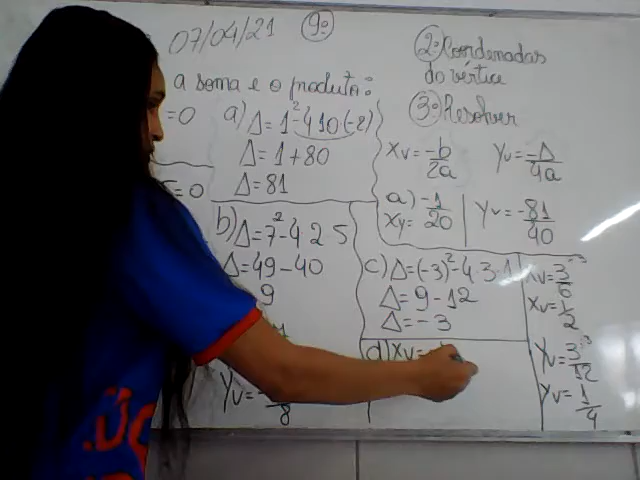 07/04/21 9º
a soma e o produto:
=0
=0
a) Δ = 1² - 4 10 (-2)
Δ = 1 + 80
Δ = 81
b) Δ = 7² - 4 2 5
Δ = 49 - 40
9
Yv = -
8
2º Coordenadas
do vértice
3º Resolver
Xv = -b/2a Yv = -Δ/4a
a) Xv = -1/20 Yv = -81/40
c) Δ = (-3)² - 4 · 3 · 1
Δ = 9 - 12
Δ = -3
Xv = 3/6 ÷3
Xv = 1/2
Yv = 3/12 ÷3
Yv = 1/4
d) Xv =